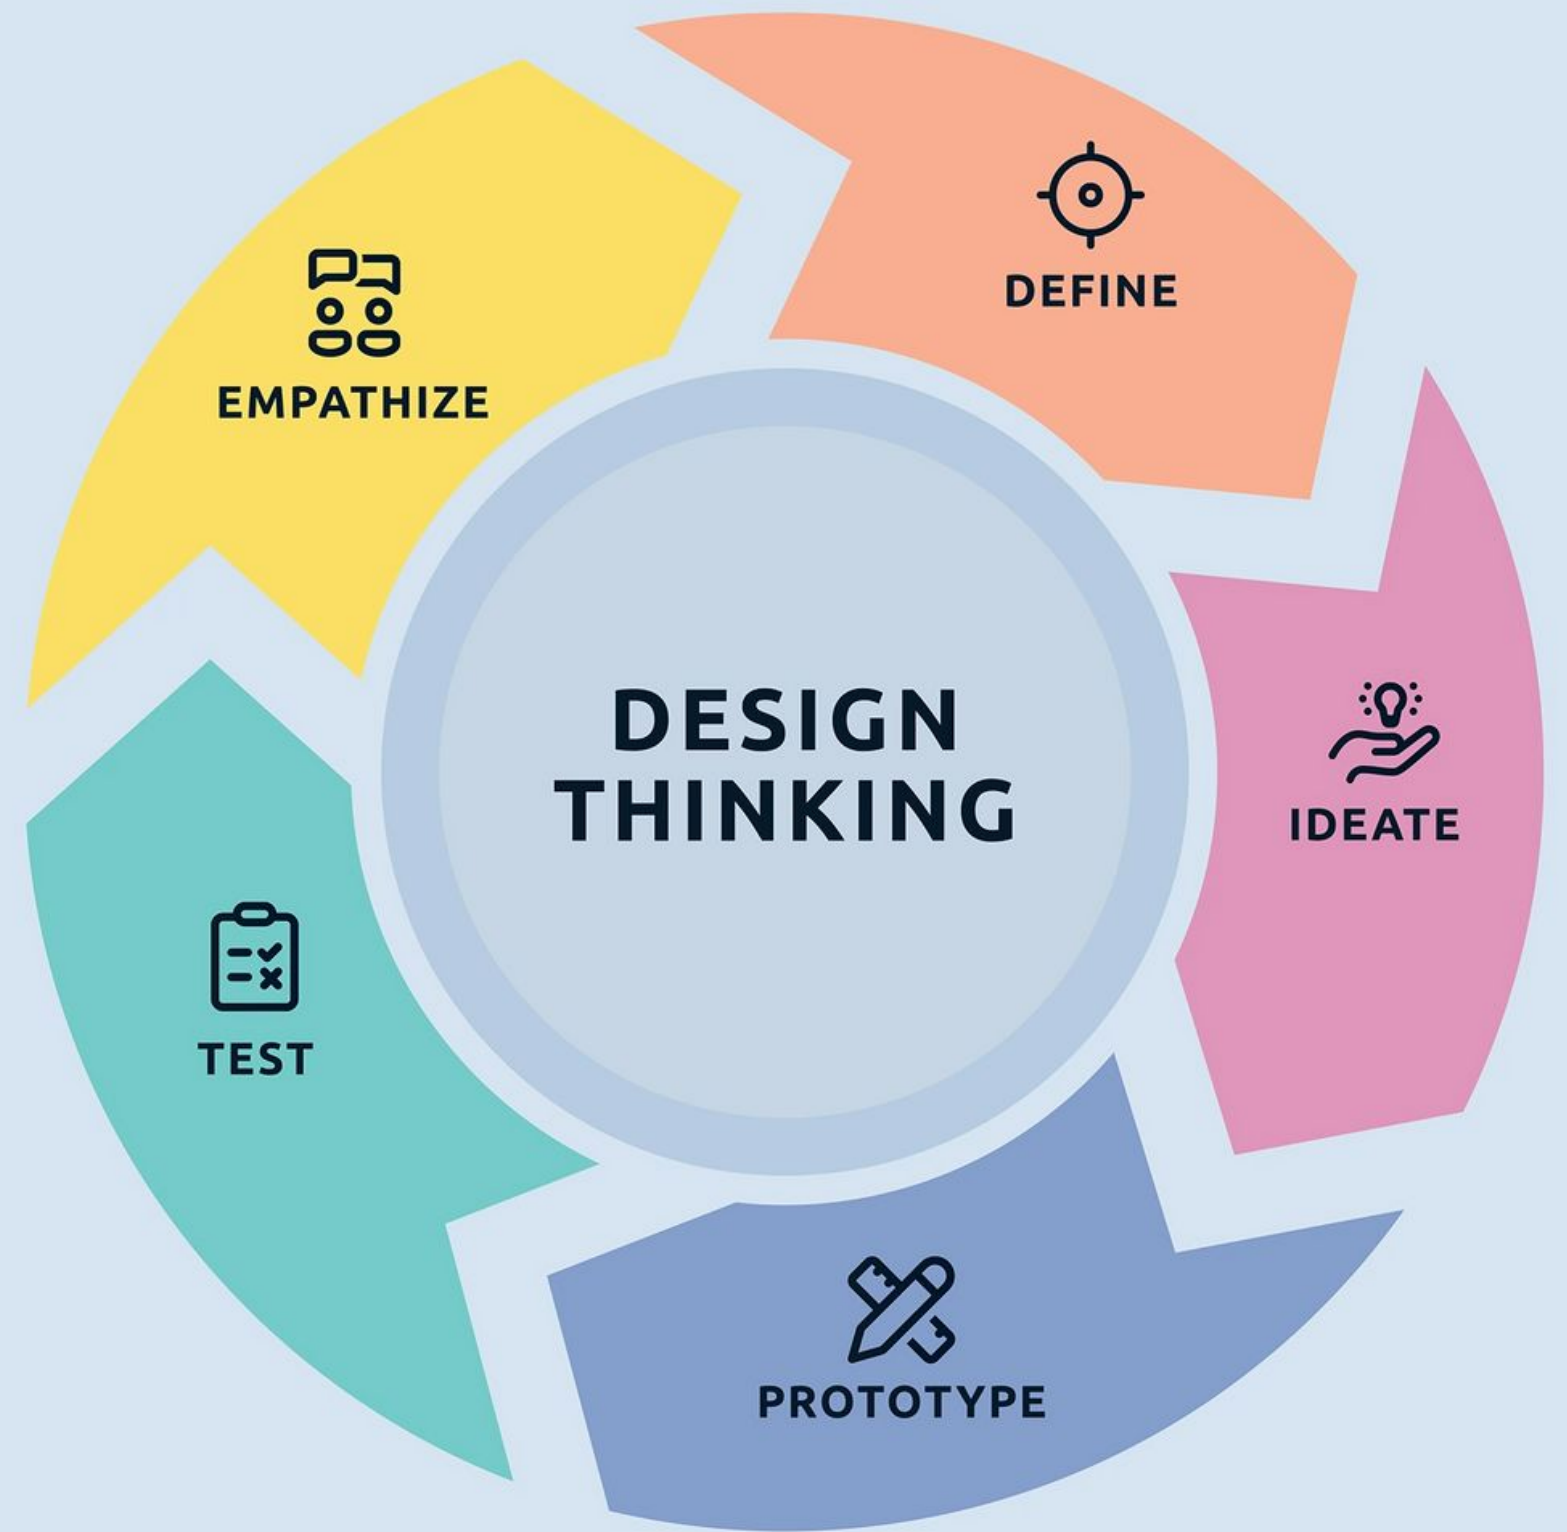 EMPATHIZE
DEFINE
IDEATE
PROTOTYPE
TEST
DESIGN
THINKING